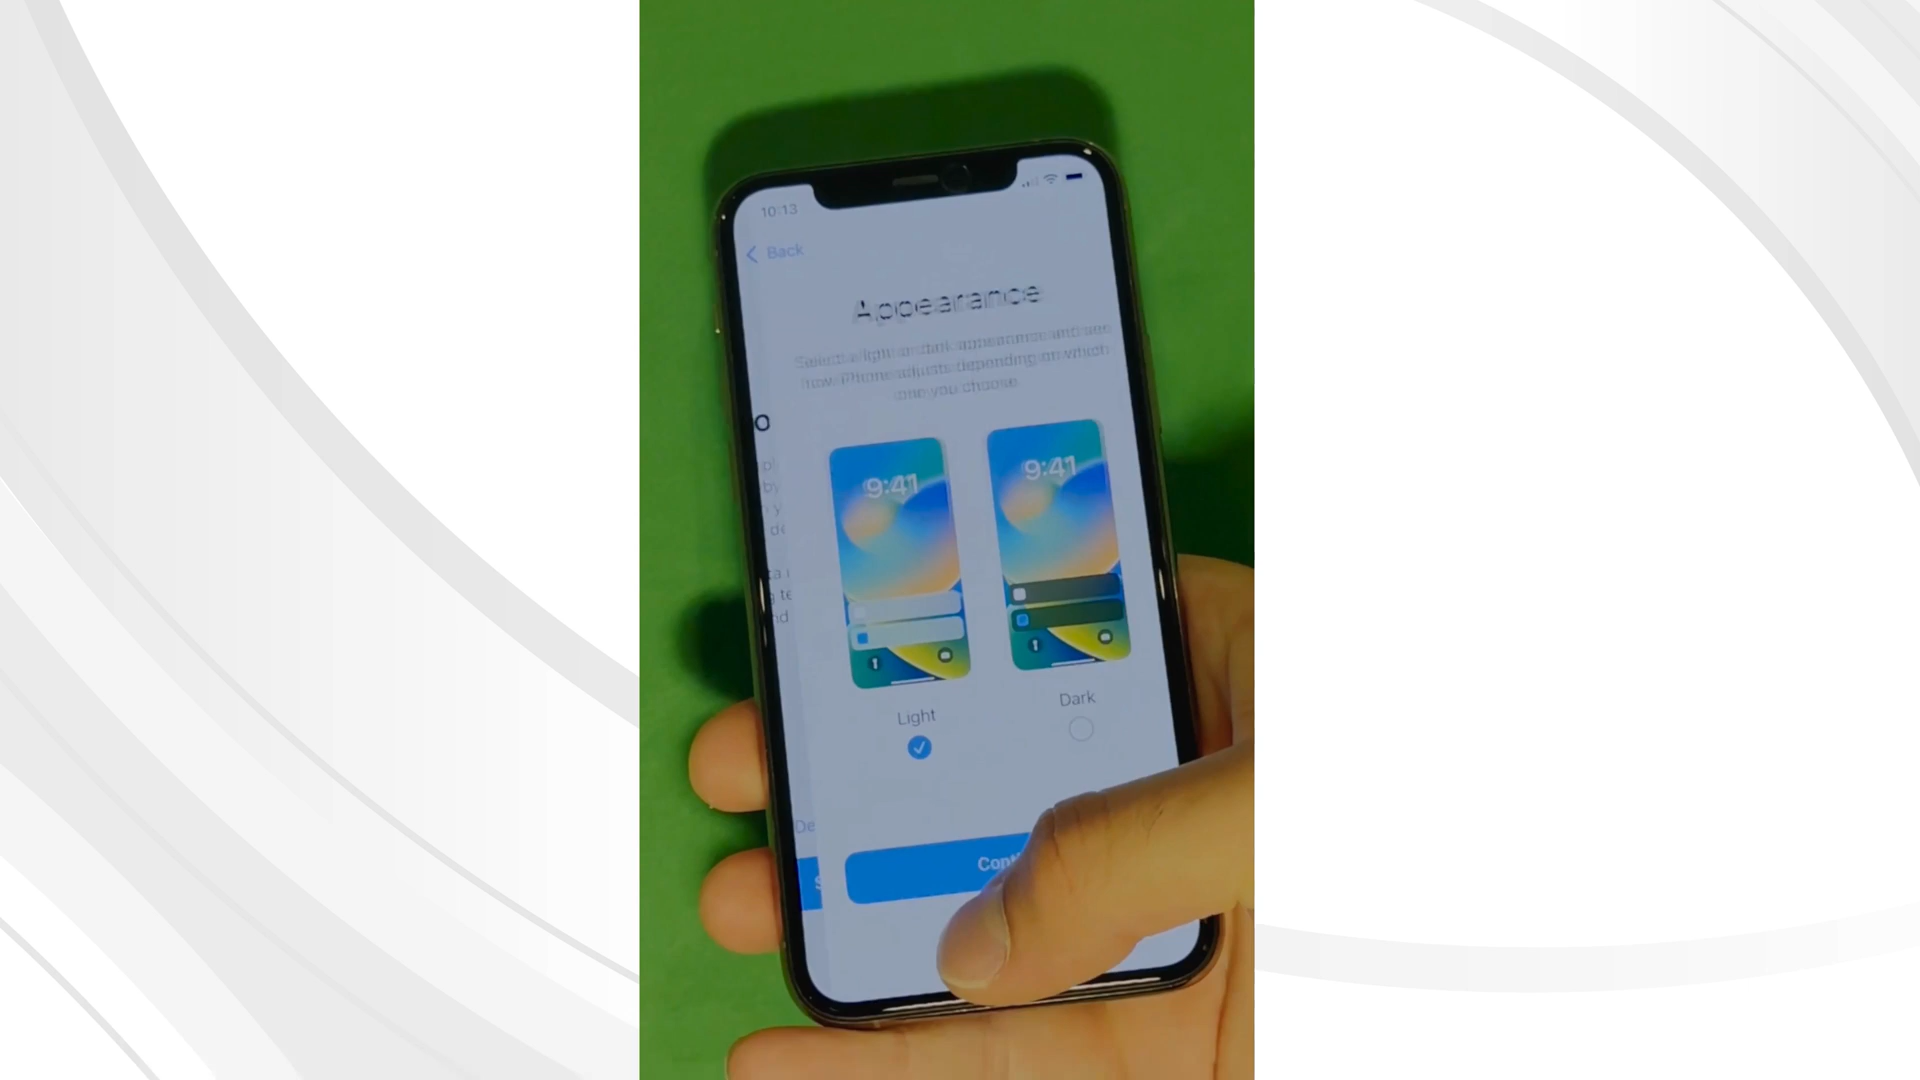 10:13
Back
Appearance
Select a light or dark appearance and see
how iPhone adjusts depending on which
one you choose.
9:41
9:41
Light
Dark
Cont